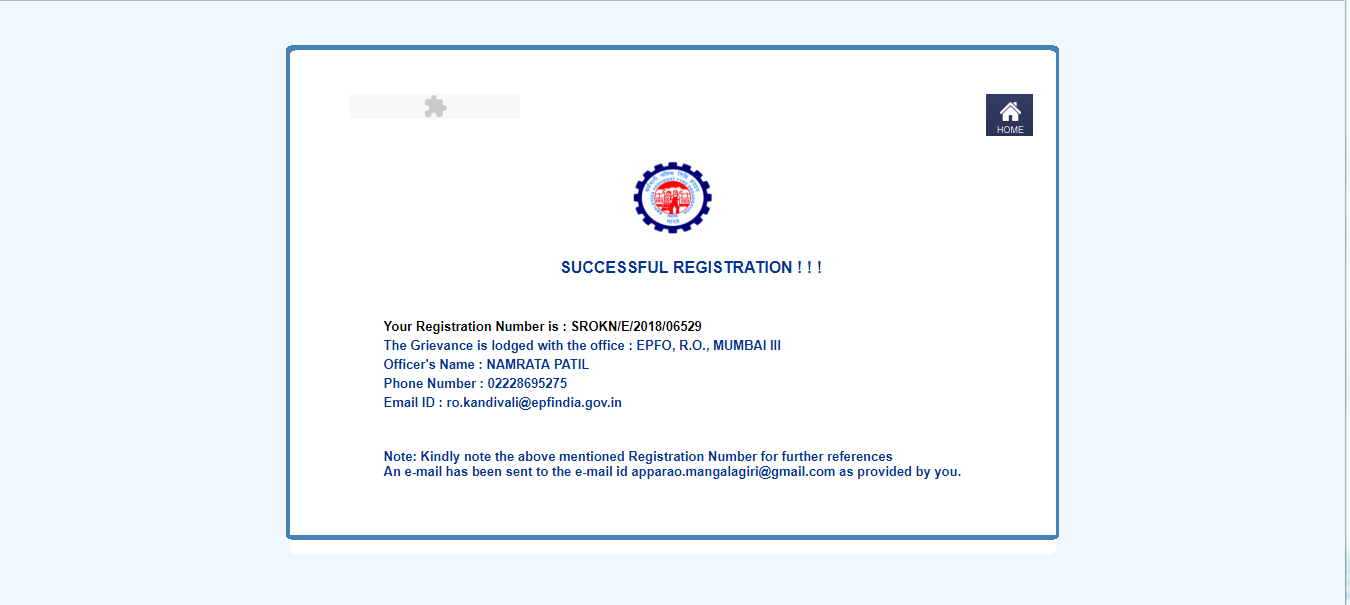 HOME
SUCCESSFUL REGISTRATION ! ! !
Your Registration Number is : SROKN/E/2018/06529
The Grievance is lodged with the office : EPFO, R.O., MUMBAI III
Officer's Name : NAMRATA PATIL
Phone Number : 02228695275
Email ID : ro.kandivali@epfindia.gov.in
Note: Kindly note the above mentioned Registration Number for further references
An e-mail has been sent to the e-mail id apparao.mangalagiri@gmail.com as provided by you.